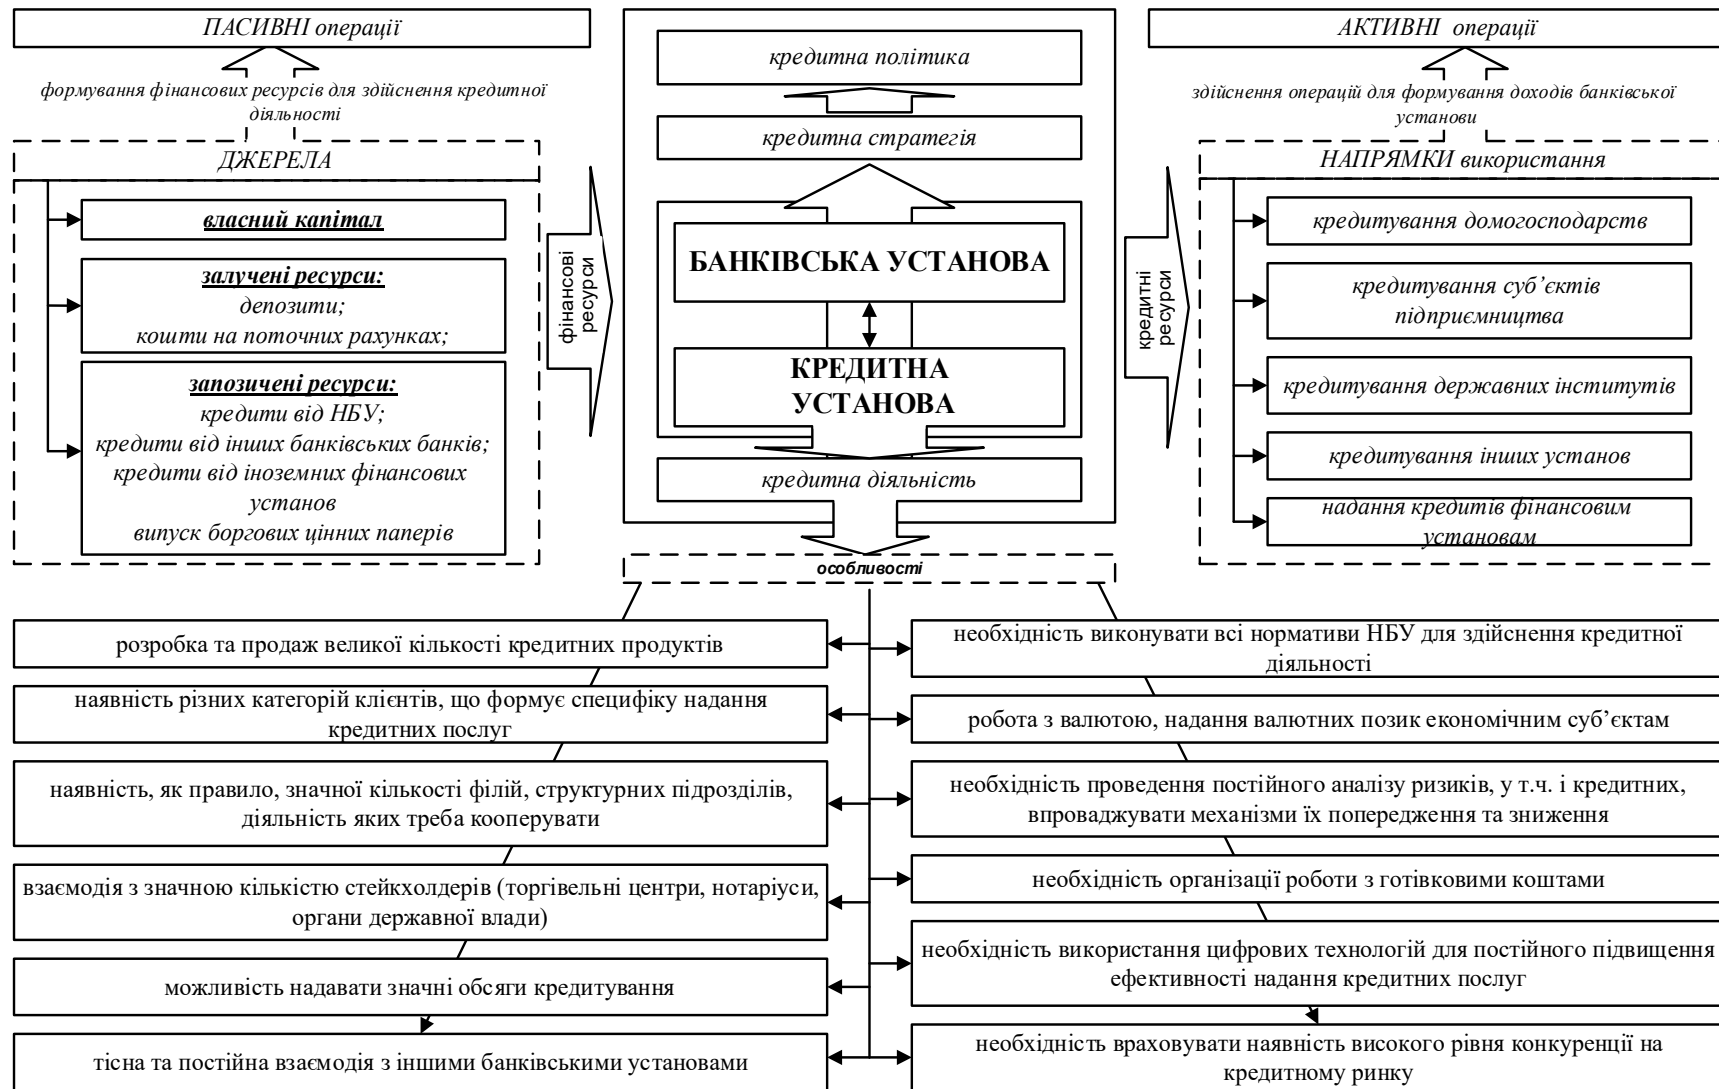 ПАСИВНІ операції
формування фінансових ресурсів для здійснення кредитної
діяльності
ДЖЕРЕЛА
власний капітал
залучені ресурси:
депозити;
кошти на поточних рахунках;
запозичені ресурси:
кредити від НБУ;
кредити від інших банківських банків;
кредити від іноземних фінансових
установ
випуск боргових цінних паперів
фінансові
ресурси
кредитна політика
кредитна стратегія
БАНКІВСЬКА УСТАНОВА
КРЕДИТНА
УСТАНОВА
кредитна діяльність
кредитні
ресурси
АКТИВНІ операції
здійснення операцій для формування доходів банківської
установи
НАПРЯМКИ використання
кредитування домогосподарств
кредитування суб’єктів
підприємництва
кредитування державних інститутів
кредитування інших установ
надання кредитів фінансовим
установам
особливості
розробка та продаж великої кількості кредитних продуктів
наявність різних категорій клієнтів, що формує специфіку надання
кредитних послуг
наявність, як правило, значної кількості філій, структурних підрозділів,
діяльність яких треба кооперувати
взаємодія з значною кількістю стейкхолдерів (торгівельні центри, нотаріуси,
органи державної влади)
можливість надавати значні обсяги кредитування
тісна та постійна взаємодія з іншими банківськими установами
необхідність виконувати всі нормативи НБУ для здійснення кредитної
діяльності
робота з валютою, надання валютних позик економічним суб’єктам
необхідність проведення постійного аналізу ризиків, у т.ч. і кредитних,
впроваджувати механізми їх попередження та зниження
необхідність організації роботи з готівковими коштами
необхідність використання цифрових технологій для постійного підвищення
ефективності надання кредитних послуг
необхідність враховувати наявність високого рівня конкуренції на
кредитному ринку